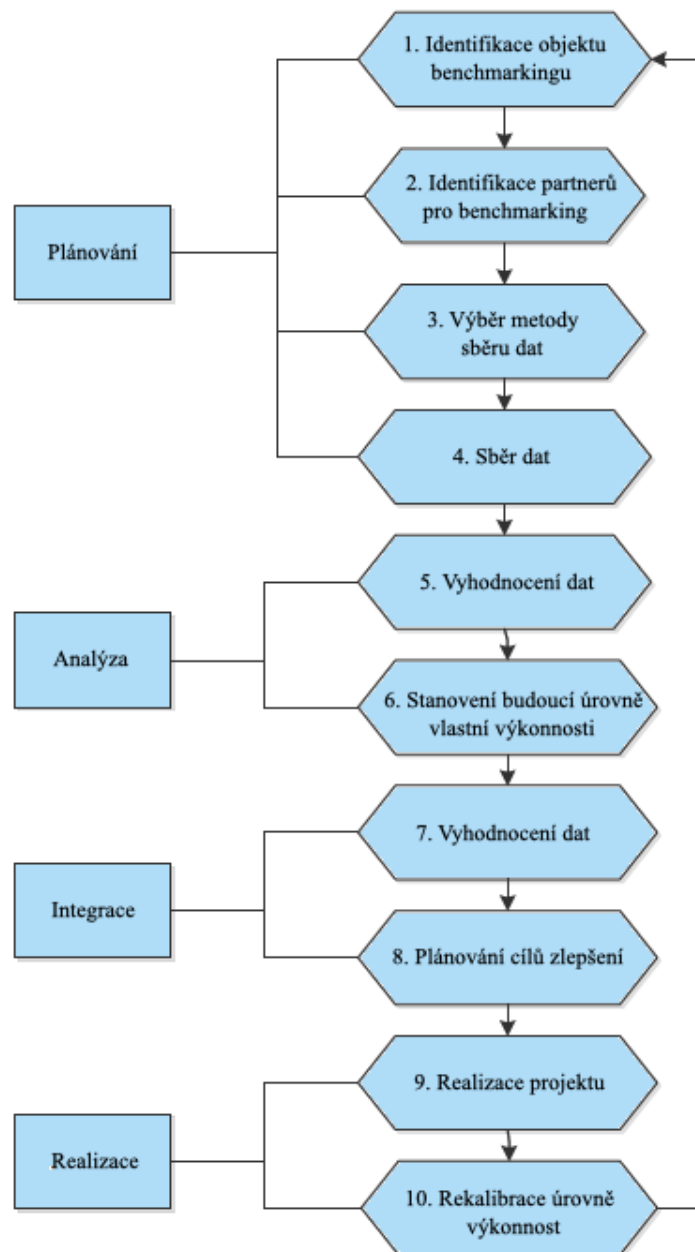 1. Identifikace objektu
benchmarkingu
2. Identifikace partnerů
pro benchmarking
Plánování
3. Výběr metody
sběru dat
4. Sběr dat
5. Vyhodnocení dat
Analýza
6. Stanovení budoucí úrovně
vlastní výkonnosti
7. Vyhodnocení dat
Integrace
8. Plánování cílů zlepšení
9. Realizace projektu
Realizace
10. Rekalibrace úrovně
výkonnost